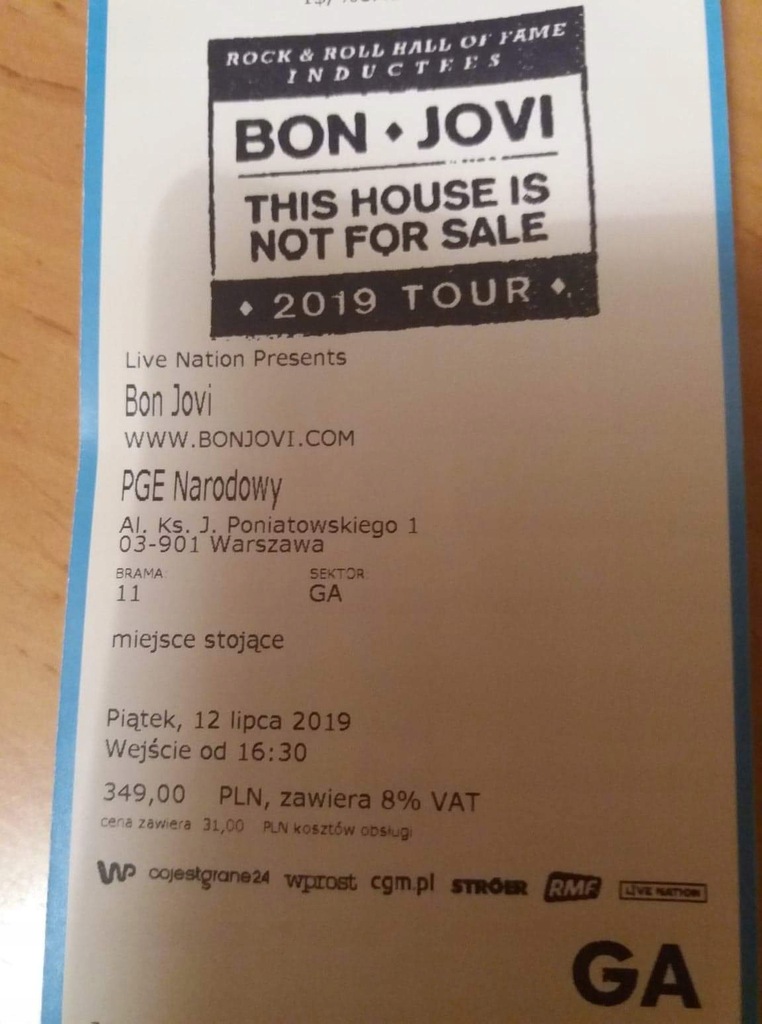 ROCK & ROLL HALL OF FAME
INDUCTEES
BON ♦ JOVI
THIS HOUSE IS
NOT FOR SALE
♦ 2019 TOUR ♦
Live Nation Presents
Bon Jovi
WWW.BONJOVI.COM
PGE Narodowy
Al. Ks. J. Poniatowskiego 1
03-901 Warszawa
BRAMA SEKTOR
11 GA
miejsce stojące
Piątek, 12 lipca 2019
Wejście od 16:30
349,00 PLN, zawiera 8% VAT
cena zawiera 31,00 PLN kosztów obsługi
WP cojestgrane24 wprost cgm.pl STRÖER RMF LIVE NATION
GA